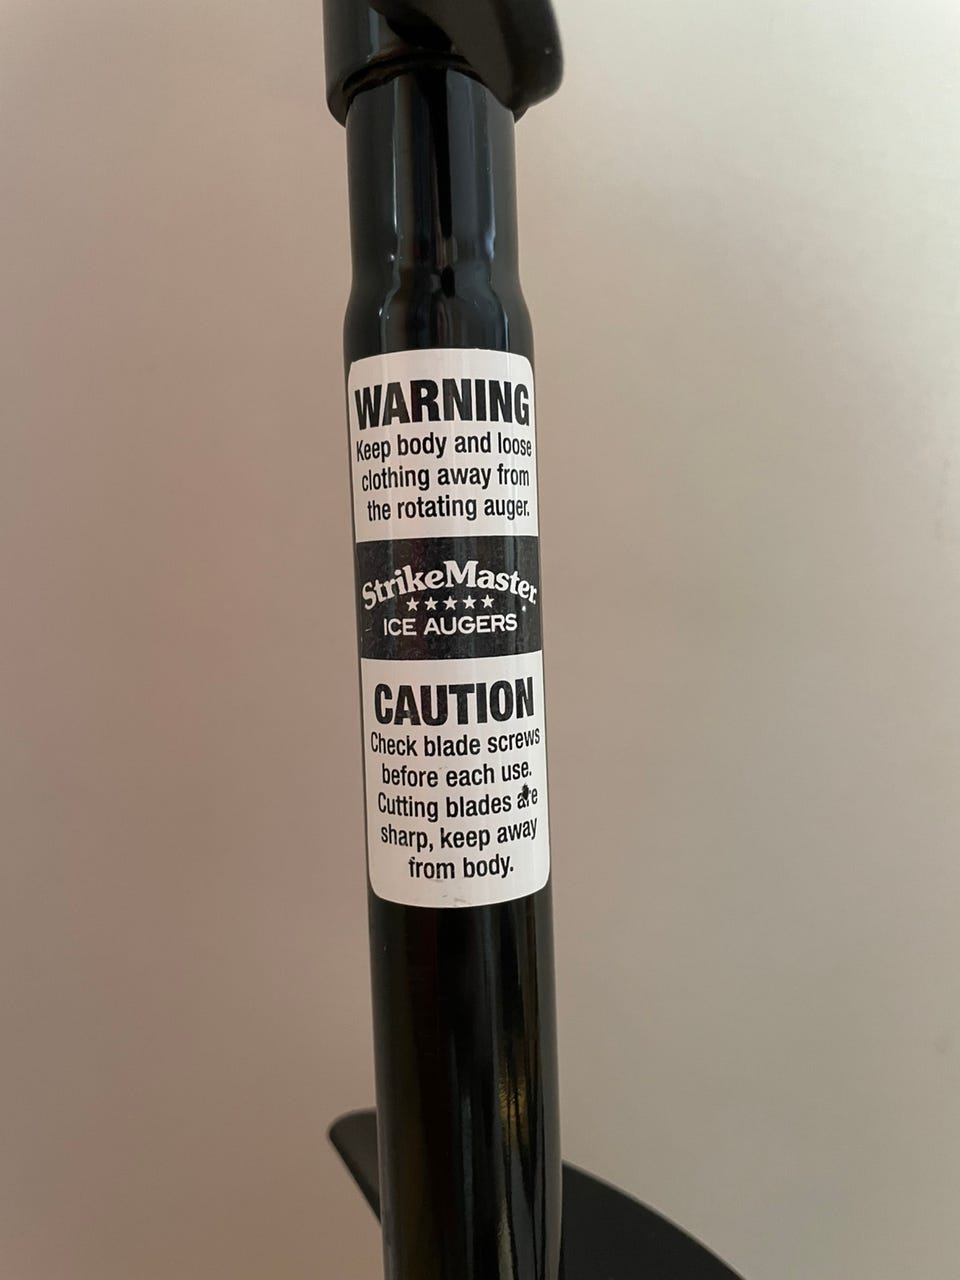 WARNING
Keep body and loose
clothing away from
the rotating auger.
StrikeMaster
★★★★★
ICE AUGERS
CAUTION
Check blade screws
before each use.
Cutting blades are
sharp, keep away
from body.